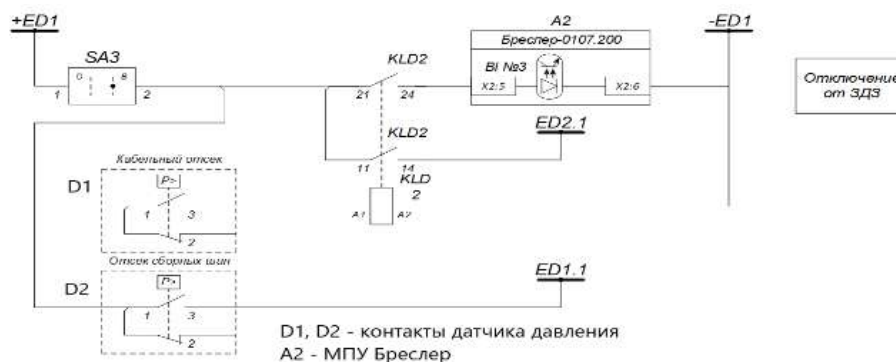 +ED1
A2
-ED1
SA3
Бреслер-0107.200
О В
KLD2
BI №3
1 2
21 24
X2:5 X2:6
Отключение
от ЗДЗ
KLD2
ED2.1
Кабельный отсек
11 14
D1
P>
KLD
2
1 3
A1 A2
2
Отсек сборных шин
D2
P>
ED1.1
1 3
2
D1, D2 - контакты датчика давления
A2 - МПУ Бреслер